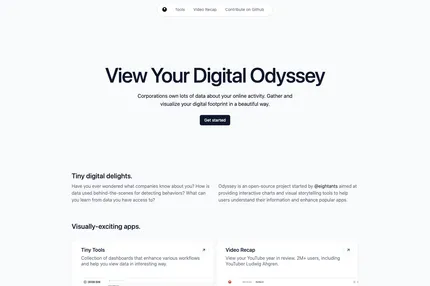 Tools Video Recap Contribute on Github
View Your Digital Odyssey
Corporations own lots of data about your online activity. Gather and
visualize your digital footprint in a beautiful way.
Get started
Tiny digital delights.
Have you ever wondered what companies know about you? How is
data used behind-the-scenes for detecting behaviors? What can
you learn from data you have access to?
Odyssey is an open-source project started by @eightants aimed at
providing interactive charts and visual storytelling tools to help
users understand their information and enhance popular apps.
Visually-exciting apps.
Tiny Tools
Collection of dashboards that enhance various workflows
and help you view data in interesting way.
Video Recap
View your YouTube year in review. 2M+ users, including
YouTuber Ludwig Ahgren.